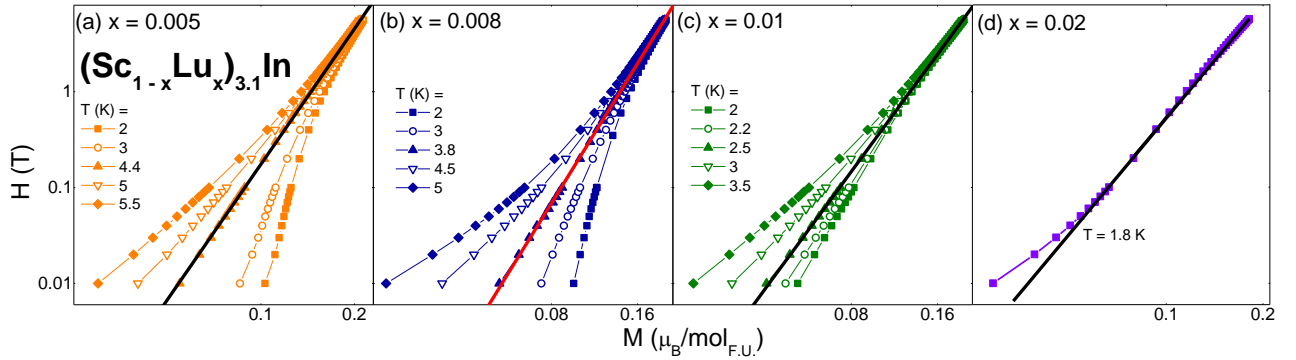 (a) x = 0.005
(Sc1 - xLux)3.1In
T (K) =
2
3
4.4
5
5.5
(b) x = 0.008
T (K) =
2
3
3.8
4.5
5
(c) x = 0.01
T (K) =
2
2.2
2.5
3
3.5
(d) x = 0.02
T = 1.8 K
H (T)
1
0.1
0.01
0.1 0.2
0.08 0.16
0.08 0.16
0.1 0.2
M (μB/molF.U.)